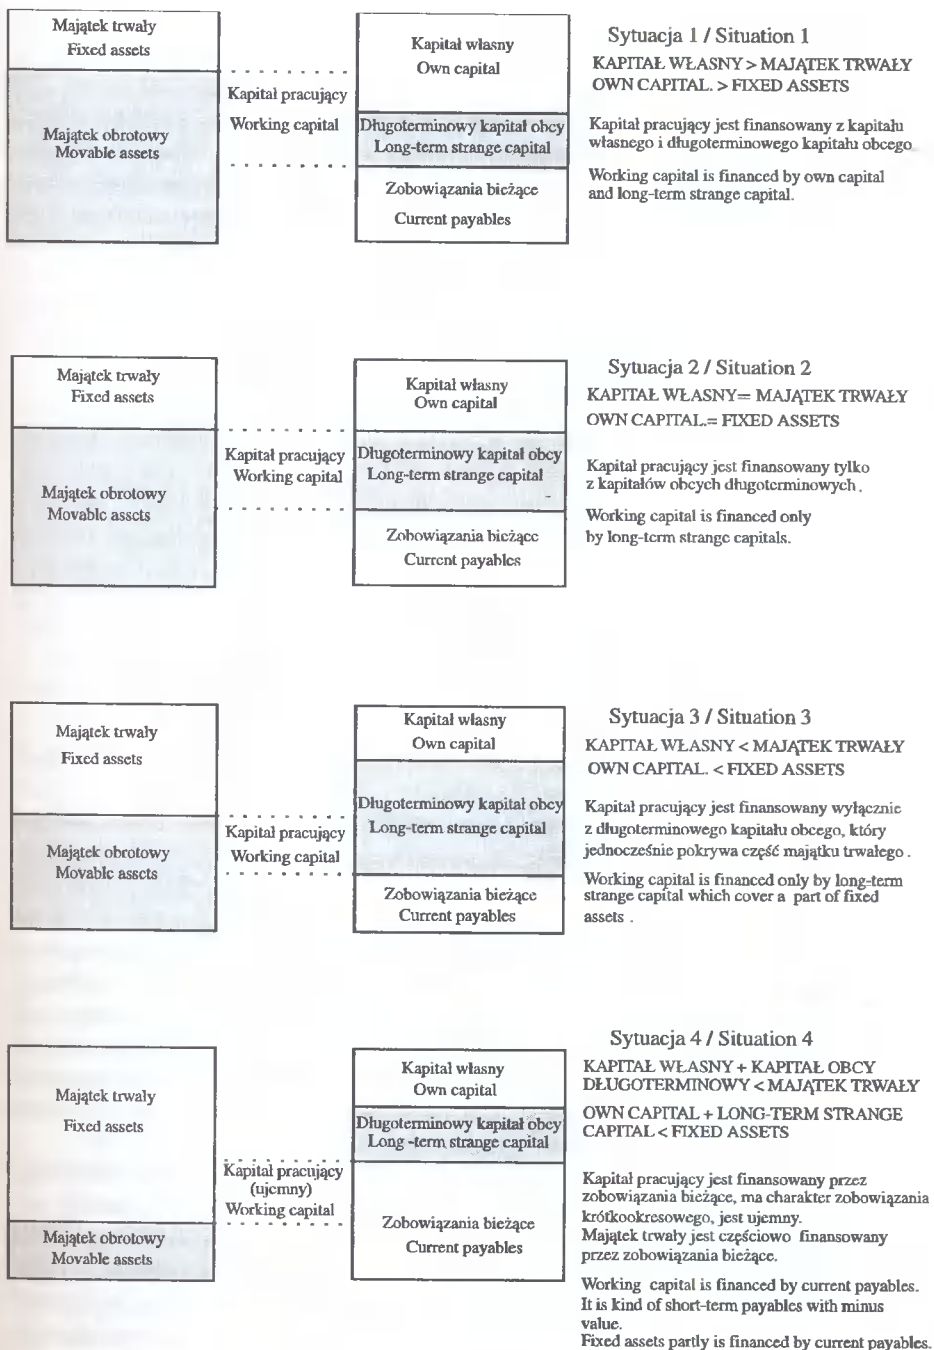 Majątek trwały
Fixed assets
Majątek obrotowy
Movable assets
Kapitał pracujący
Working capital
Kapitał własny
Own capital
Długoterminowy kapitał obcy
Long-term strange capital
Zobowiązania bieżące
Current payables
Sytuacja 1 / Situation 1
KAPITAŁ WŁASNY > MAJĄTEK TRWAŁY
OWN CAPITAL. > FIXED ASSETS
Kapitał pracujący jest finansowany z kapitału
własnego i długoterminowego kapitału obcego
Working capital is financed by own capital
and long-term strange capital.
Majątek trwały
Fixed assets
Majątek obrotowy
Movable assets
Kapitał pracujący
Working capital
Kapitał własny
Own capital
Długoterminowy kapitał obcy
Long-term strange capital
Zobowiązania bieżące
Current payables
Sytuacja 2 / Situation 2
KAPITAŁ WŁASNY= MAJĄTEK TRWAŁY
OWN CAPITAL.= FIXED ASSETS
Kapitał pracujący jest finansowany tylko
z kapitałów obcych długoterminowych .
Working capital is financed only
by long-term strange capitals.
Majątek trwały
Fixed assets
Majątek obrotowy
Movable assets
Kapitał pracujący
Working capital
Kapitał własny
Own capital
Długoterminowy kapitał obcy
Long-term strange capital
Zobowiązania bieżące
Current payables
Sytuacja 3 / Situation 3
KAPITAŁ WŁASNY < MAJĄTEK TRWAŁY
OWN CAPITAL. < FIXED ASSETS
Kapitał pracujący jest finansowany wyłącznie
z długoterminowego kapitału obcego, który
jednocześnie pokrywa część majątku trwałego .
Working capital is financed only by long-term
strange capital which cover a part of fixed
assets .
Majątek trwały
Fixed assets
Majątek obrotowy
Movable assets
Kapitał pracujący
(ujemny)
Working capital
Kapitał własny
Own capital
Długoterminowy kapitał obcy
Long -term strange capital
Zobowiązania bieżące
Current payables
Sytuacja 4 / Situation 4
KAPITAŁ WŁASNY + KAPITAŁ OBCY
DŁUGOTERMINOWY < MAJĄTEK TRWAŁY
OWN CAPITAL + LONG-TERM STRANGE
CAPITAL < FIXED ASSETS
Kapitał pracujący jest finansowany przez
zobowiązania bieżące, ma charakter zobowiązania
krótkookresowego, jest ujemny.
Majątek trwały jest częściowo finansowany
przez zobowiązania bieżące.
Working capital is financed by current payables.
It is kind of short-term payables with minus
value.
Fixed assets partly is financed by current payables.